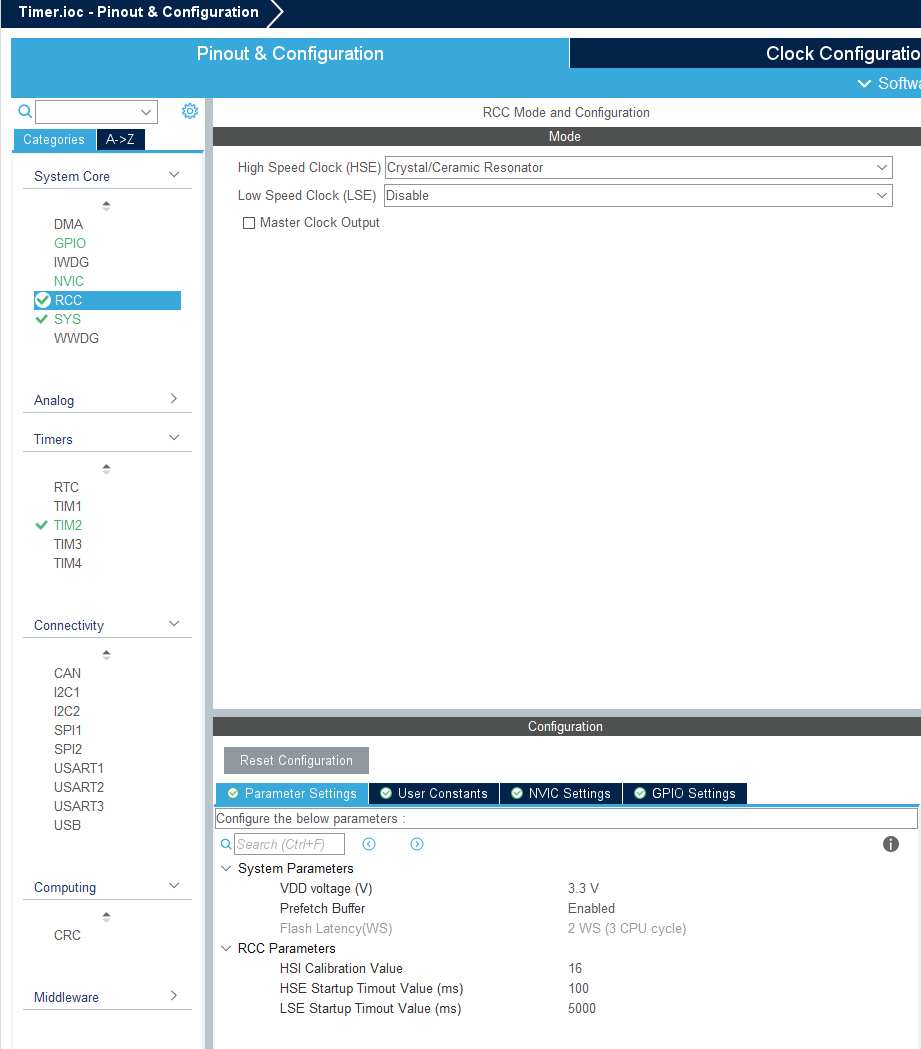 Timer.ioc - Pinout & Configuration
Pinout & Configuration
Clock Configuratio
Softwa
Categories
A->Z
System Core
DMA
GPIO
IWDG
NVIC
RCC
SYS
WWDG
Analog
Timers
RTC
TIM1
TIM2
TIM3
TIM4
Connectivity
CAN
I2C1
I2C2
SPI1
SPI2
USART1
USART2
USART3
USB
Computing
CRC
Middleware
RCC Mode and Configuration
Mode
High Speed Clock (HSE) Crystal/Ceramic Resonator
Low Speed Clock (LSE) Disable
Master Clock Output
Configuration
Reset Configuration
Parameter Settings
User Constants
NVIC Settings
GPIO Settings
Configure the below parameters :
Search (Ctrl+F)
System Parameters
VDD voltage (V) 3.3 V
Prefetch Buffer Enabled
Flash Latency(WS) 2 WS (3 CPU cycle)
RCC Parameters
HSI Calibration Value 16
HSE Startup Timout Value (ms) 100
LSE Startup Timout Value (ms) 5000